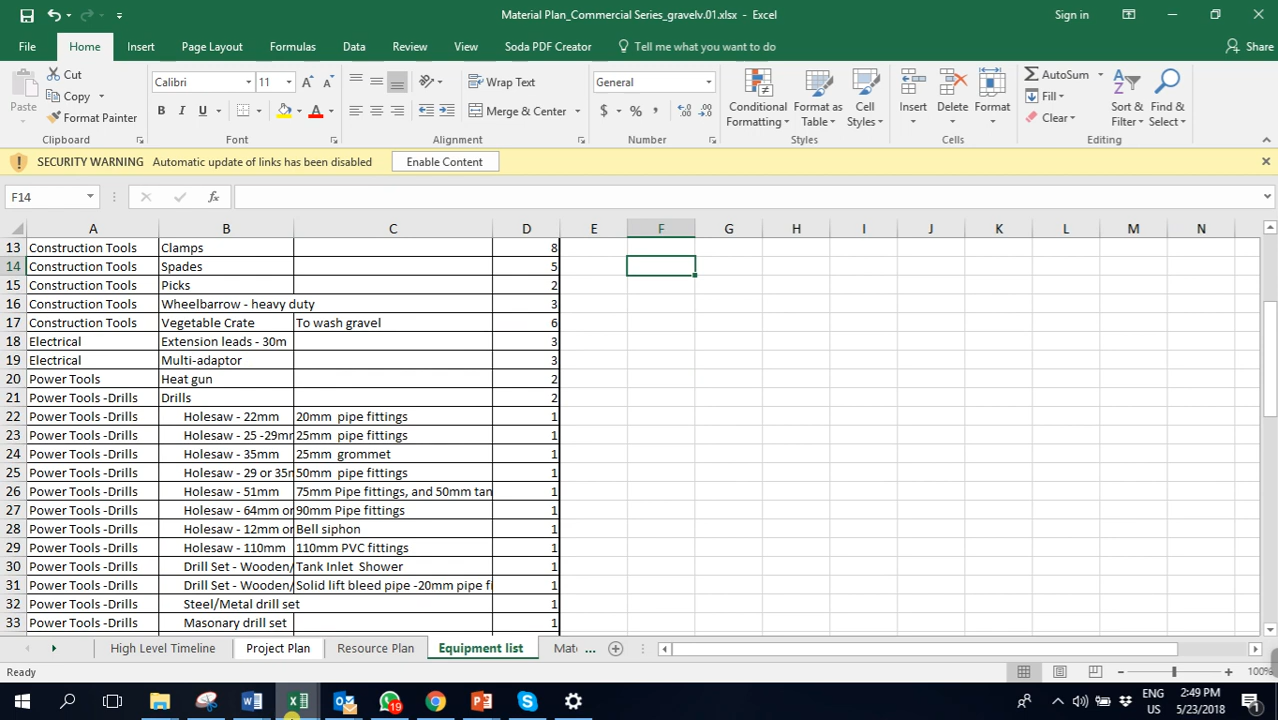 Material Plan_Commercial Series_gravelv.01.xlsx - Excel
Sign in
File Home Insert Page Layout Formulas Data Review View Soda PDF Creator Tell me what you want to do Share
Paste
Cut
Copy
Format Painter
Clipboard
Calibri 11
B I U
Font
Wrap Text
Merge & Center
Alignment
General
$ % ,
Number
Conditional Formatting
Format as Table
Cell Styles
Styles
Insert
Delete
Format
Cells
AutoSum
Fill
Clear
Sort & Filter
Find & Select
Editing
SECURITY WARNING Automatic update of links has been disabled Enable Content
F14 fx
A B C D E F G H I J K L M N
13 Construction Tools Clamps 8
14 Construction Tools Spades 5
15 Construction Tools Picks 2
16 Construction Tools Wheelbarrow - heavy duty 3
17 Construction Tools Vegetable Crate To wash gravel 6
18 Electrical Extension leads - 30m 3
19 Electrical Multi-adaptor 3
20 Power Tools Heat gun 2
21 Power Tools -Drills Drills 2
22 Power Tools -Drills Holesaw - 22mm 20mm pipe fittings 1
23 Power Tools -Drills Holesaw - 25 -29mm 25mm pipe fittings 1
24 Power Tools -Drills Holesaw - 35mm 25mm grommet 1
25 Power Tools -Drills Holesaw - 29 or 35m 50mm pipe fittings 1
26 Power Tools -Drills Holesaw - 51mm 75mm Pipe fittings, and 50mm tan 1
27 Power Tools -Drills Holesaw - 64mm or 90mm Pipe fittings 1
28 Power Tools -Drills Holesaw - 12mm or Bell siphon 1
29 Power Tools -Drills Holesaw - 110mm 110mm PVC fittings 1
30 Power Tools -Drills Drill Set - Wooden/ Tank Inlet Shower 1
31 Power Tools -Drills Drill Set - Wooden/ Solid lift bleed pipe -20mm pipe fi 1
32 Power Tools -Drills Steel/Metal drill set 1
33 Power Tools -Drills Masonary drill set 1
High Level Timeline Project Plan Resource Plan Equipment list Mat ...
Ready 100%
19
ENG 2:49 PM
US 5/23/2018
1